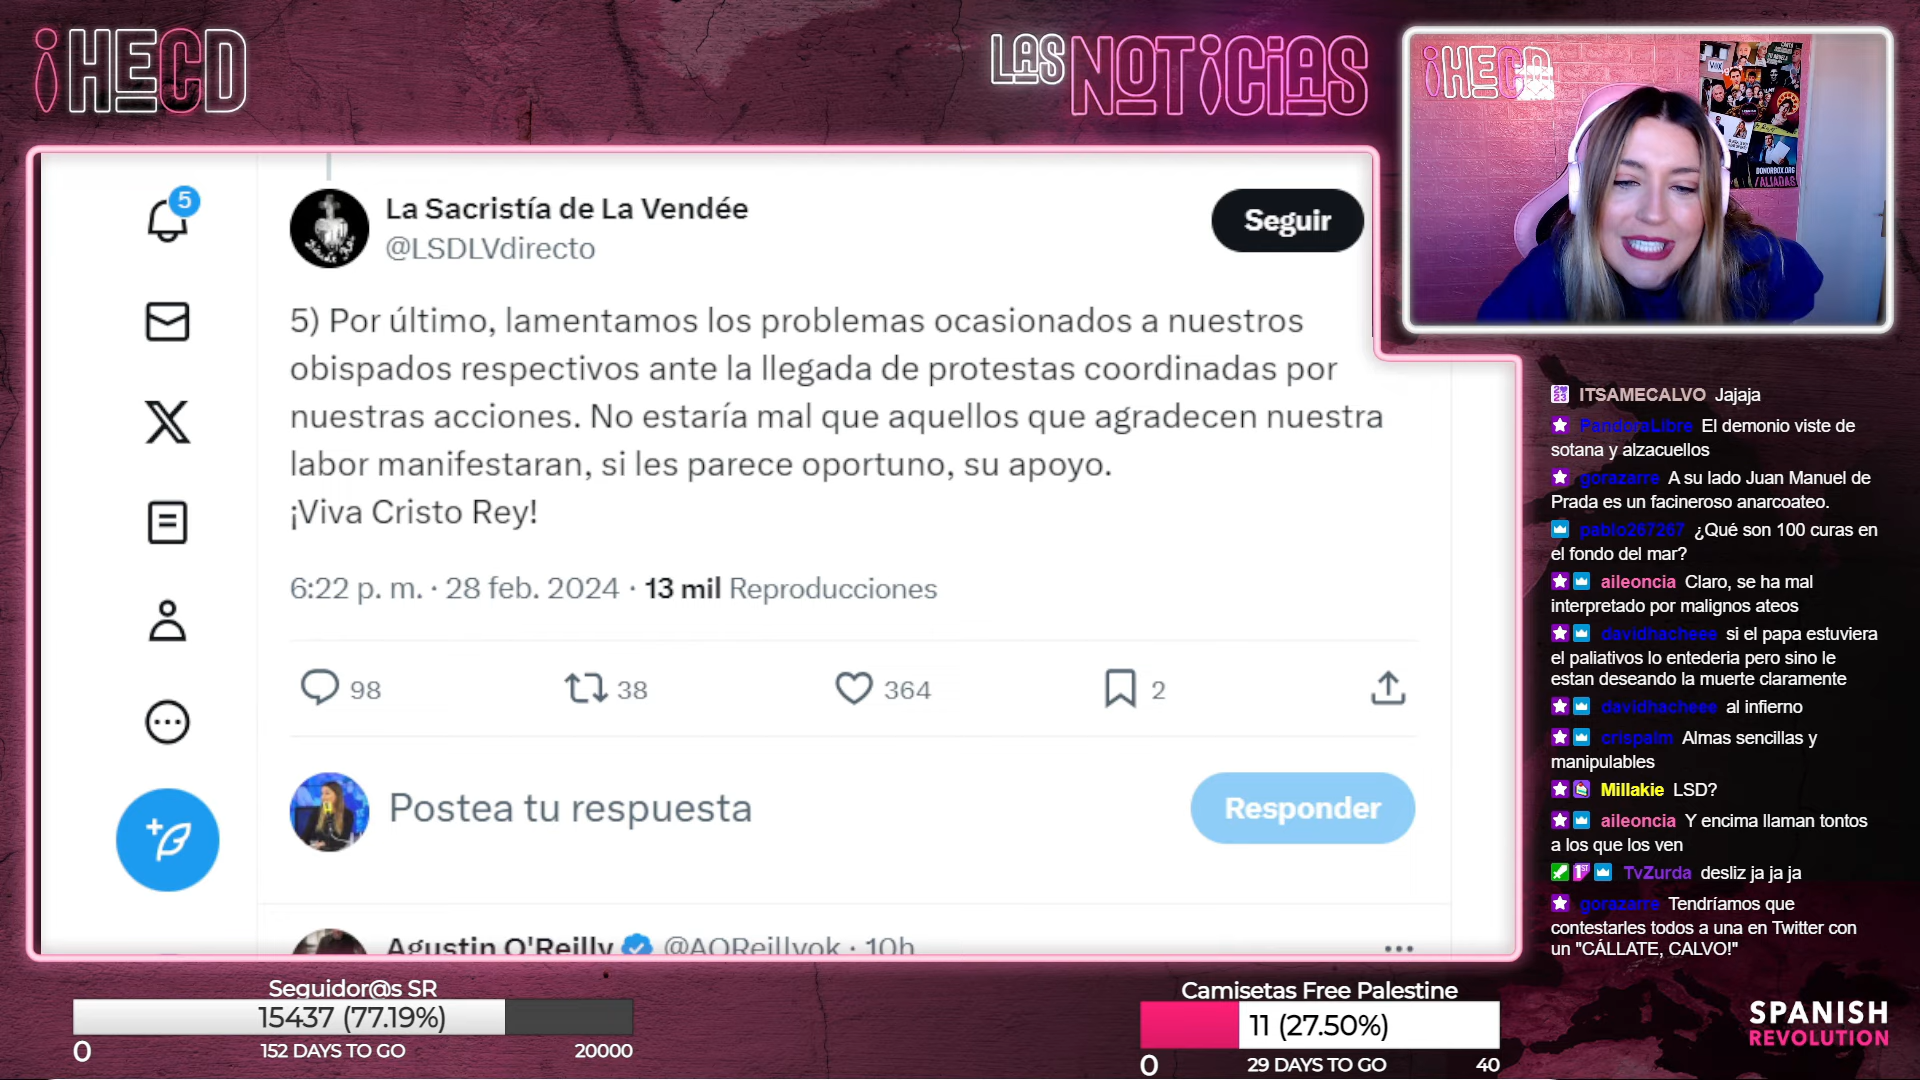 ¡HECD
LAS NOTICIAS
¡HECD
VOX
DONORBOX.ORG
/ALIADAS
5
La Sacristía de La Vendée
@LSDLVdirecto
Seguir
5) Por último, lamentamos los problemas ocasionados a nuestros
obispados respectivos ante la llegada de protestas coordinadas por
nuestras acciones. No estaría mal que aquellos que agradecen nuestra
labor manifestaran, si les parece oportuno, su apoyo.
¡Viva Cristo Rey!
6:22 p. m. · 28 feb. 2024 · 13 mil Reproducciones
98 38 364 2
Postea tu respuesta
Responder
Agustin O'Reilly @AOReillyok · 10h
ITSAMECALVO Jajaja
PandoraLibre El demonio viste de
sotana y alzacuellos
gorazarre A su lado Juan Manuel de
Prada es un facineroso anarcoateo.
pablo267267 ¿Qué son 100 curas en
el fondo del mar?
aileoncia Claro, se ha mal
interpretado por malignos ateos
davidhacheee si el papa estuviera
el paliativos lo entederia pero sino le
estan deseando la muerte claramente
davidhacheee al infierno
crispalm Almas sencillas y
manipulables
Millakie LSD?
aileoncia Y encima llaman tontos
a los que los ven
TvZurda desliz ja ja ja
gorazarre Tendríamos que
contestarles todos a una en Twitter con
un "CÁLLATE, CALVO!"
Seguidor@s SR
15437 (77.19%)
0 152 DAYS TO GO 20000
Camisetas Free Palestine
11 (27.50%)
0 29 DAYS TO GO 40
SPANISH
REVOLUTION